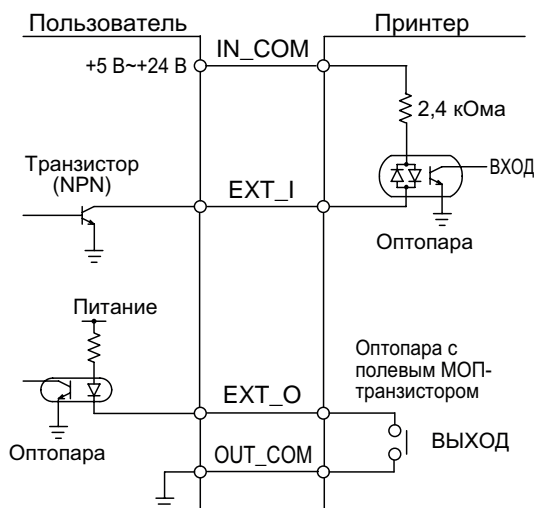 Пользователь
Принтер
+5 В~+24 В
IN_COM
2,4 кОма
Транзистор
(NPN)
EXT_I
ВХОД
Оптопара
Питание
Оптопара с
полевым МОП-
транзистором
EXT_O
ВЫХОД
Оптопара
OUT_COM